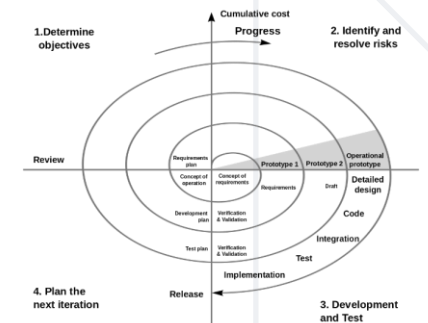 Cumulative cost
1.Determine
objectives
Progress
2. Identify and
resolve risks
Review
Requirements
plan
Prototype 1
Prototype 2
Operational
prototype
Concept of
operation
Concept of
requirements
Requirements
Draft
Detailed
design
Development
plan
Verification
& Validation
Code
Integration
Test plan
Verification
& Validation
Test
Implementation
4. Plan the
next iteration
Release
3. Development
and Test